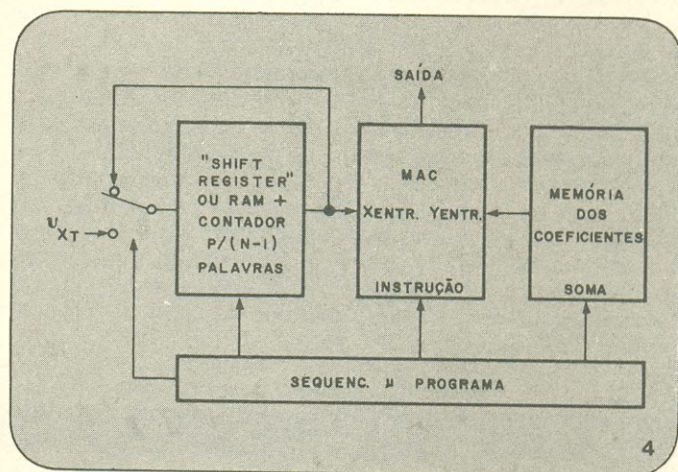 SAÍDA
"SHIFT
REGISTER"
OU RAM +
CONTADOR
P/(N-1)
PALAVRAS
υXT
MAC
XENTR. YENTR.
INSTRUÇÃO
MEMÓRIA
DOS
COEFICIENTES
SOMA
SEQUENC. μ PROGRAMA
4